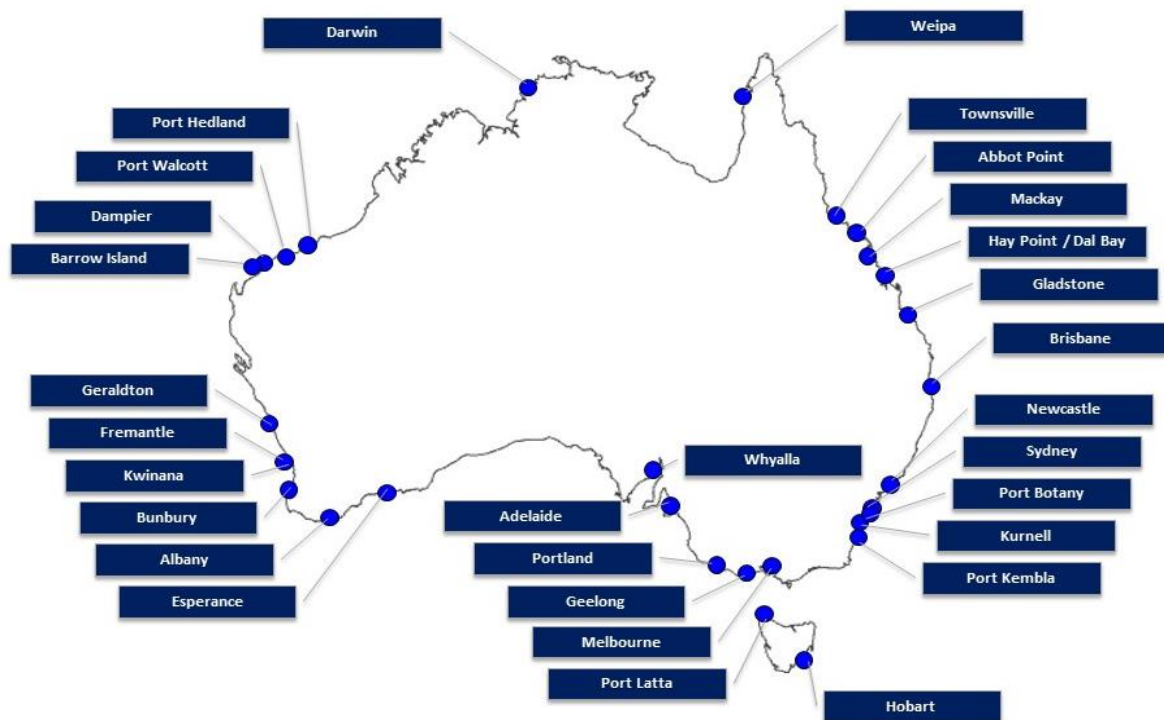 Darwin
Weipa
Port Hedland
Townsville
Port Walcott
Abbot Point
Mackay
Dampier
Hay Point / Dal Bay
Barrow Island
Gladstone
Brisbane
Geraldton
Newcastle
Fremantle
Sydney
Whyalla
Kwinana
Port Botany
Bunbury
Adelaide
Kurnell
Albany
Portland
Port Kembla
Esperance
Geelong
Melbourne
Port Latta
Hobart